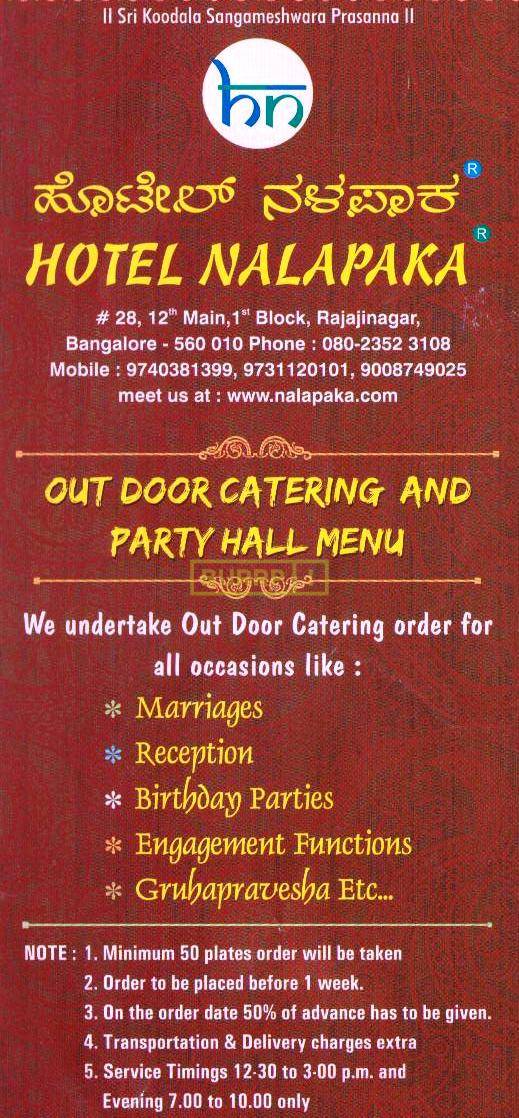 II Sri Koodala Sangameshwara Prasanna II
hn
ಹೊಟೇಲ್ ನಳಪಾಕ ®
HOTEL NALAPAKA ®
# 28, 12th Main,1st Block, Rajajinagar,
Bangalore - 560 010 Phone : 080-2352 3108
Mobile : 9740381399, 9731120101, 9008749025
meet us at : www.nalapaka.com
OUT DOOR CATERING AND
PARTY HALL MENU
BURRP !
We undertake Out Door Catering order for
all occasions like :
* Marriages
* Reception
* Birthday Parties
* Engagement Functions
* Gruhapravesha Etc...
NOTE : 1. Minimum 50 plates order will be taken
2. Order to be placed before 1 week.
3. On the order date 50% of advance has to be given.
4. Transportation & Delivery charges extra
5. Service Timings 12-30 to 3-00 p.m. and
Evening 7.00 to 10.00 only